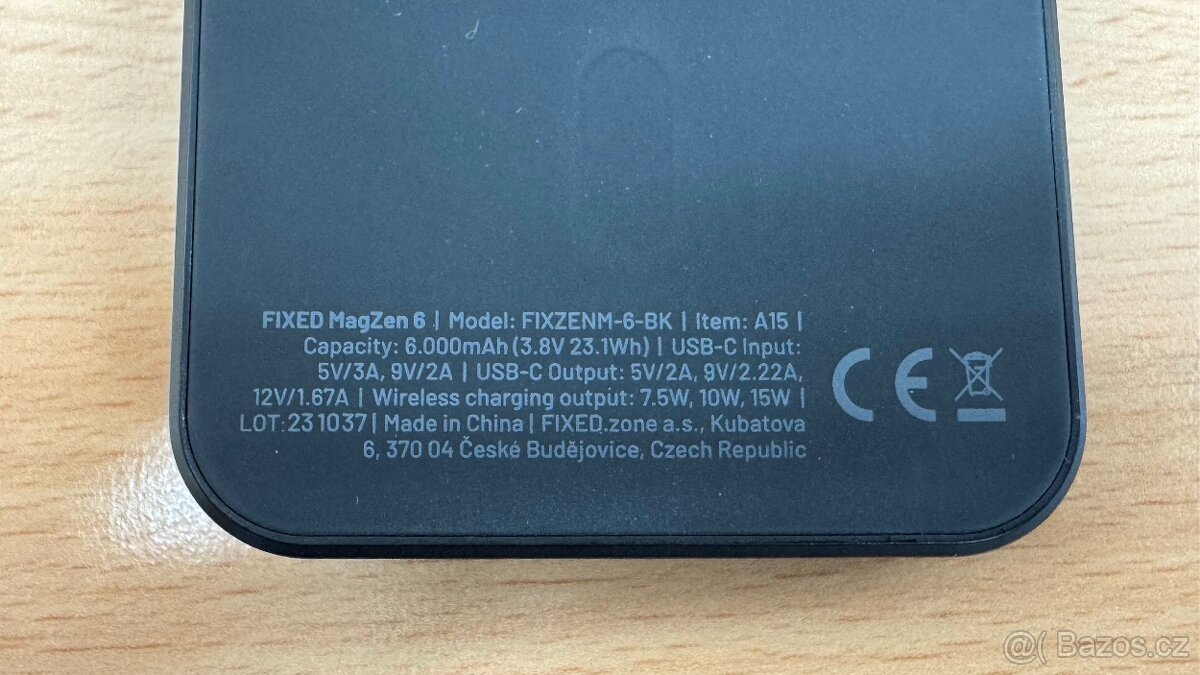 FIXED MagZen 6 | Model: FIXZENM-6-BK | Item: A15 |
Capacity: 6.000mAh (3.8V 23.1Wh) | USB-C Input:
5V/3A, 9V/2A | USB-C Output: 5V/2A, 9V/2.22A,
12V/1.67A | Wireless charging output: 7.5W, 10W, 15W |
LOT:231037 | Made in China | FIXED.zone a.s., Kubatova
6, 370 04 České Budějovice, Czech Republic
CE
@( Bazos.cz